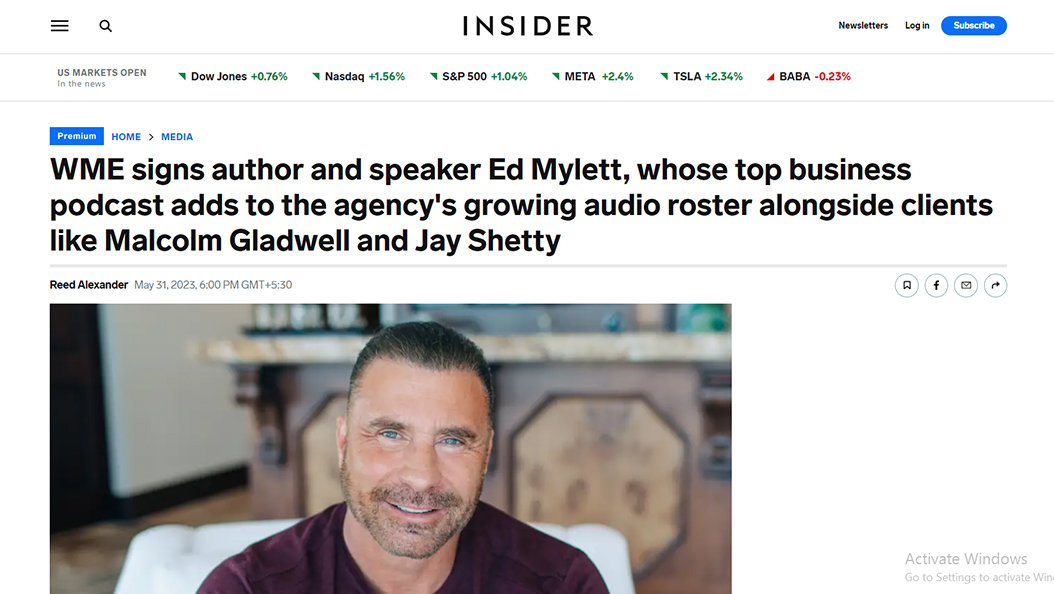 INSIDER
Newsletters
Log in
Subscribe
US MARKETS OPEN
In the news
Dow Jones +0.76%
Nasdaq +1.56%
S&P 500 +1.04%
META +2.4%
TSLA +2.34%
BABA -0.23%
Premium
HOME
MEDIA
WME signs author and speaker Ed Mylett, whose top business
podcast adds to the agency's growing audio roster alongside clients
like Malcolm Gladwell and Jay Shetty
Reed Alexander May 31, 2023, 6:00 PM GMT+5:30
Activate Windows
Go to Settings to activate Win